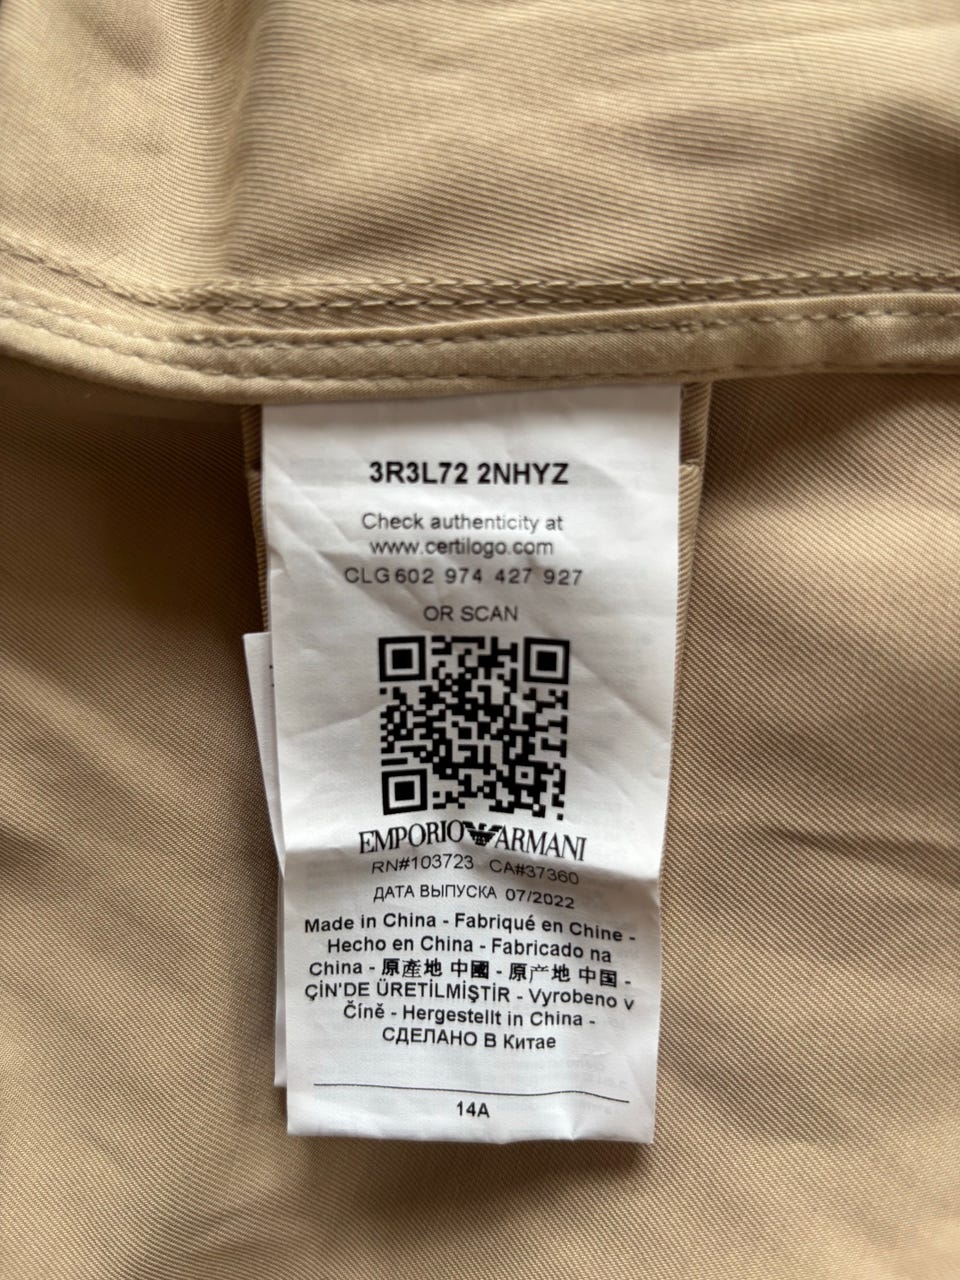 3R3L72 2NHYZ
Check authenticity at
www.certilogo.com
CLG 602 974 427 927
OR SCAN
EMPORIO ARMANI
RN#103723 CA#37360
ДАТА ВЫПУСКА 07/2022
Made in China - Fabriqué en Chine -
Hecho en China - Fabricado na
China - 原產地 中國 - 原产地 中国 -
ÇİN'DE ÜRETİLMİŞTİR - Vyrobeno v
Číně - Hergestellt in China -
СДЕЛАНО В Китае
14A